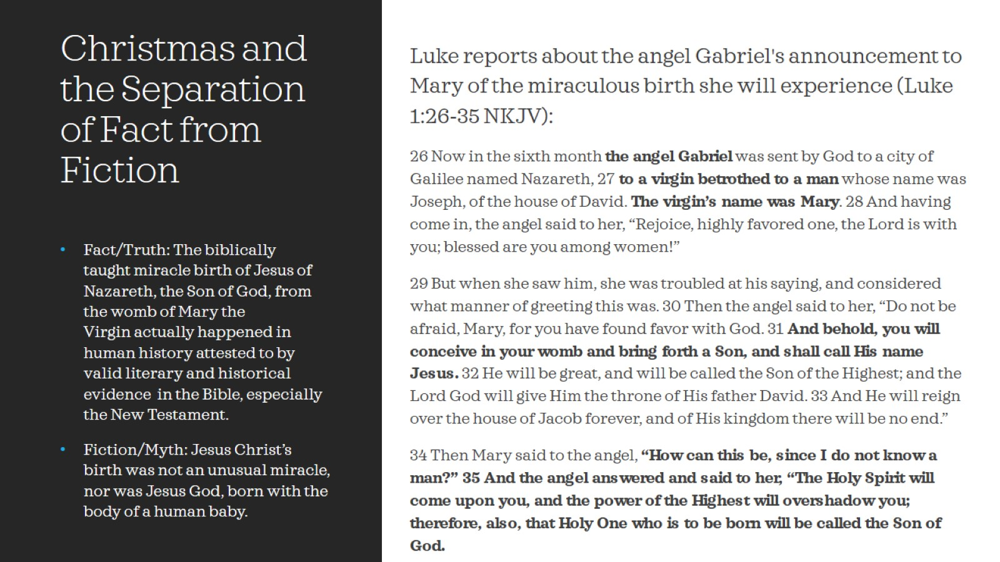 Christmas and
the Separation
of Fact from
Fiction
• Fact/Truth: The biblically
taught miracle birth of Jesus of
Nazareth, the Son of God, from
the womb of Mary the
Virgin actually happened in
human history attested to by
valid literary and historical
evidence in the Bible, especially
the New Testament.
• Fiction/Myth: Jesus Christ’s
birth was not an unusual miracle,
nor was Jesus God, born with the
body of a human baby.
Luke reports about the angel Gabriel's announcement to
Mary of the miraculous birth she will experience (Luke
1:26-35 NKJV):
26 Now in the sixth month the angel Gabriel was sent by God to a city of
Galilee named Nazareth, 27 to a virgin betrothed to a man whose name was
Joseph, of the house of David. The virgin’s name was Mary. 28 And having
come in, the angel said to her, “Rejoice, highly favored one, the Lord is with
you; blessed are you among women!”
29 But when she saw him, she was troubled at his saying, and considered
what manner of greeting this was. 30 Then the angel said to her, “Do not be
afraid, Mary, for you have found favor with God. 31 And behold, you will
conceive in your womb and bring forth a Son, and shall call His name
Jesus. 32 He will be great, and will be called the Son of the Highest; and the
Lord God will give Him the throne of His father David. 33 And He will reign
over the house of Jacob forever, and of His kingdom there will be no end.”
34 Then Mary said to the angel, “How can this be, since I do not know a
man?” 35 And the angel answered and said to her, “The Holy Spirit will
come upon you, and the power of the Highest will overshadow you;
therefore, also, that Holy One who is to be born will be called the Son of
God.